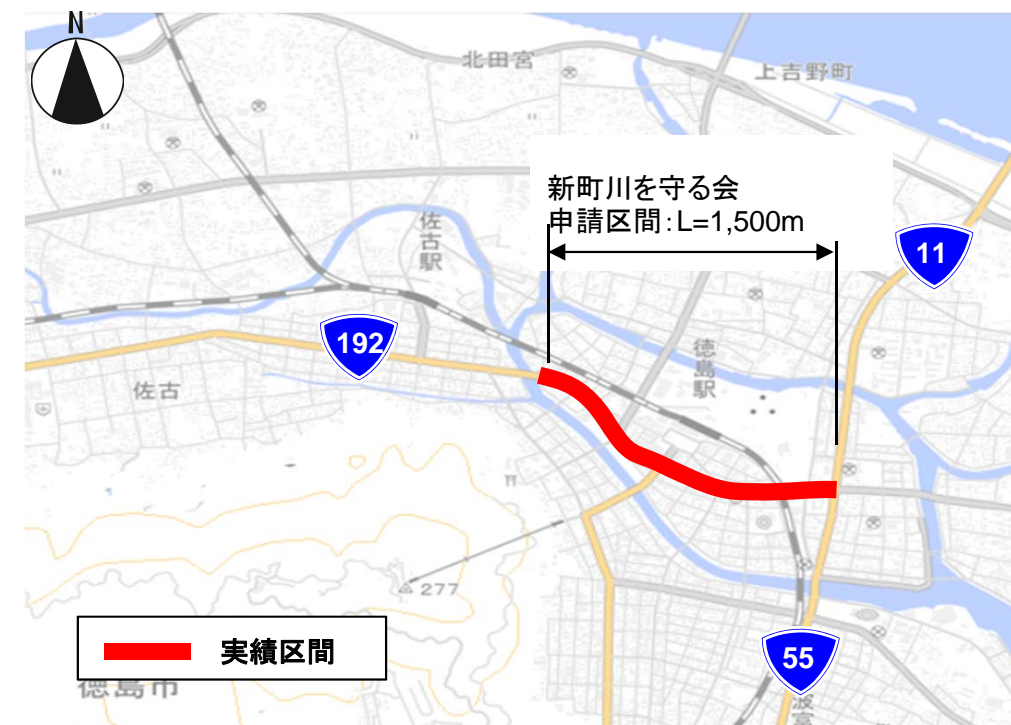 N
北田宮
上吉野町
新町川を守る会
申請区間:L=1,500m
佐古駅
11
192
徳島駅
佐古
277
実績区間
徳島市
55